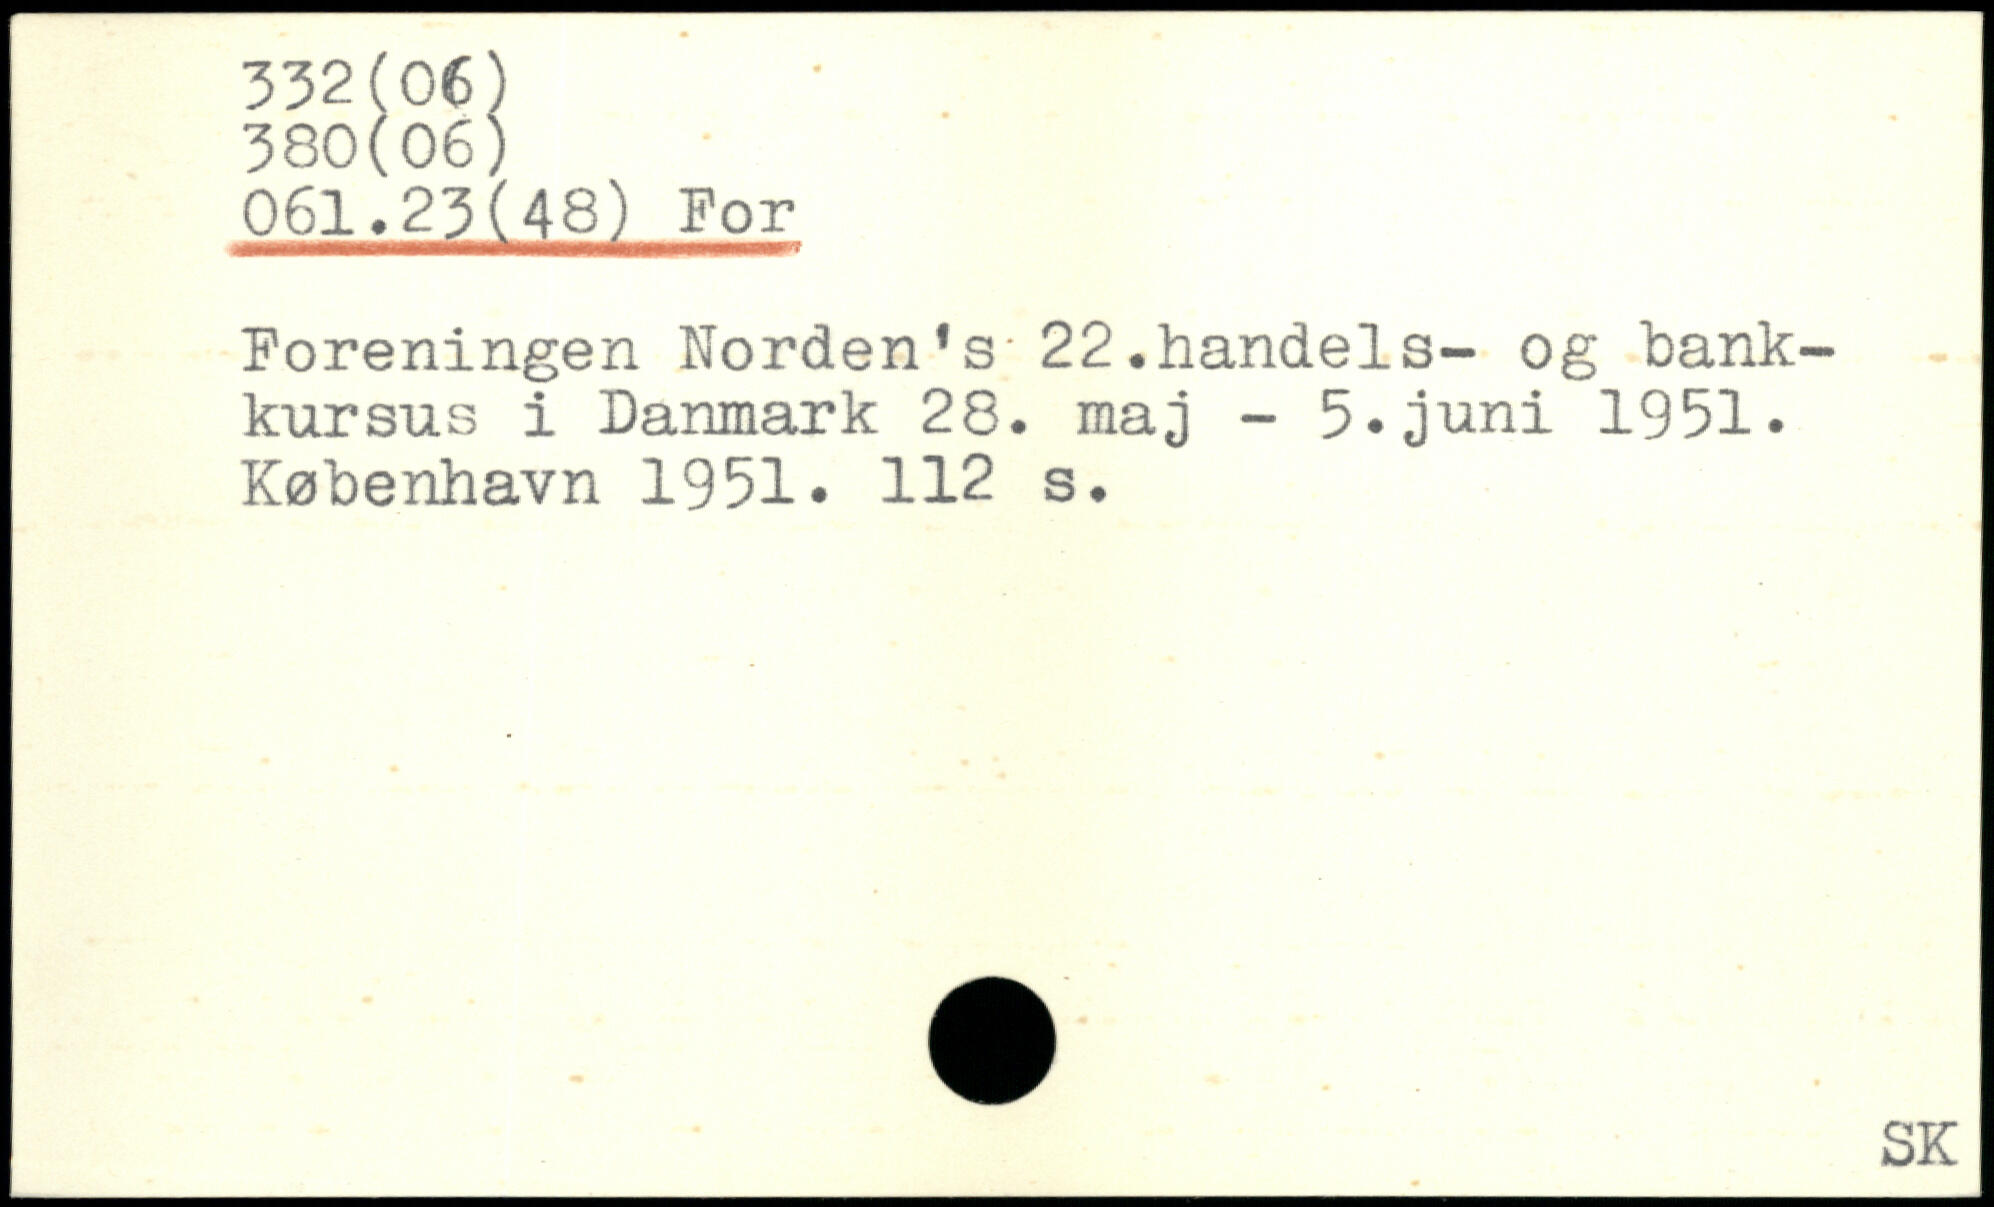 332(06)
380(06)
061.23(48) For
Foreningen Norden's 22.handels- og bank-
kursus i Danmark 28. maj - 5.juni 1951.
København 1951. 112 s.
SK